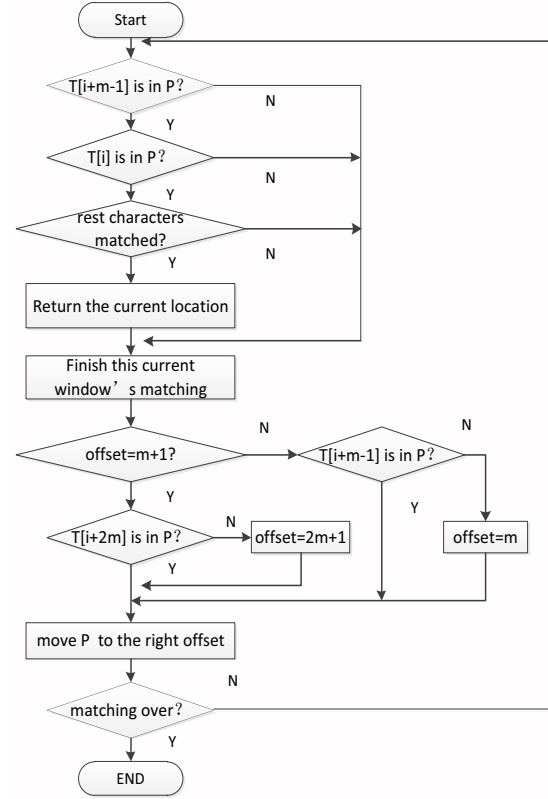 Start
T[i+m-1] is in P?
N
Y
T[i] is in P?
N
Y
rest characters
matched?
N
Y
Return the current location
Finish this current
window’s matching
offset=m+1?
N
T[i+m-1] is in P?
N
Y
Y
T[i+2m] is in P?
N
offset=2m+1
offset=m
Y
move P to the right offset
N
matching over?
Y
END